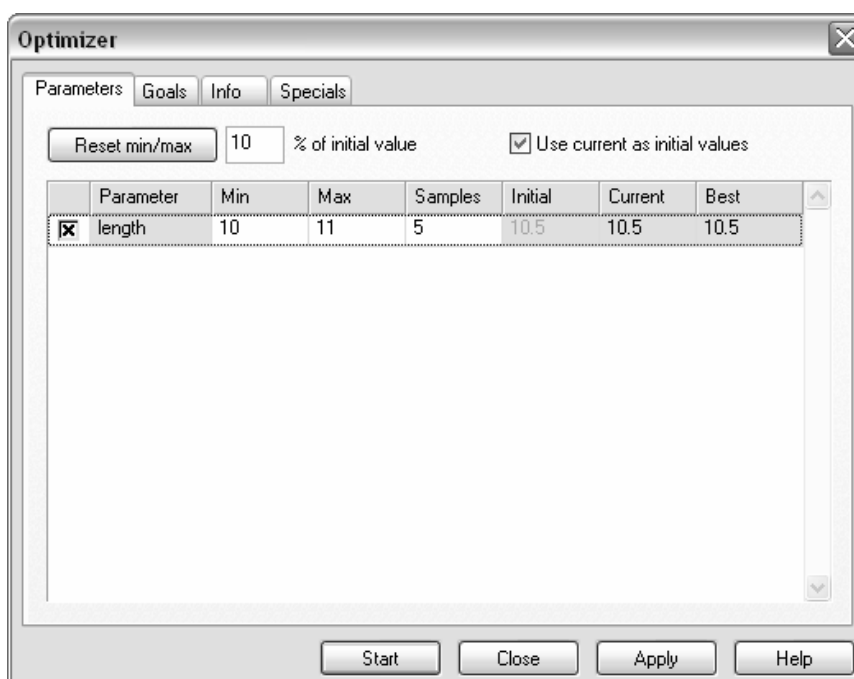 Optimizer
Parameters Goals Info Specials
Reset min/max 10 % of initial value Use current as initial values
Parameter Min Max Samples Initial Current Best
length 10 11 5 10.5 10.5 10.5
Start Close Apply Help